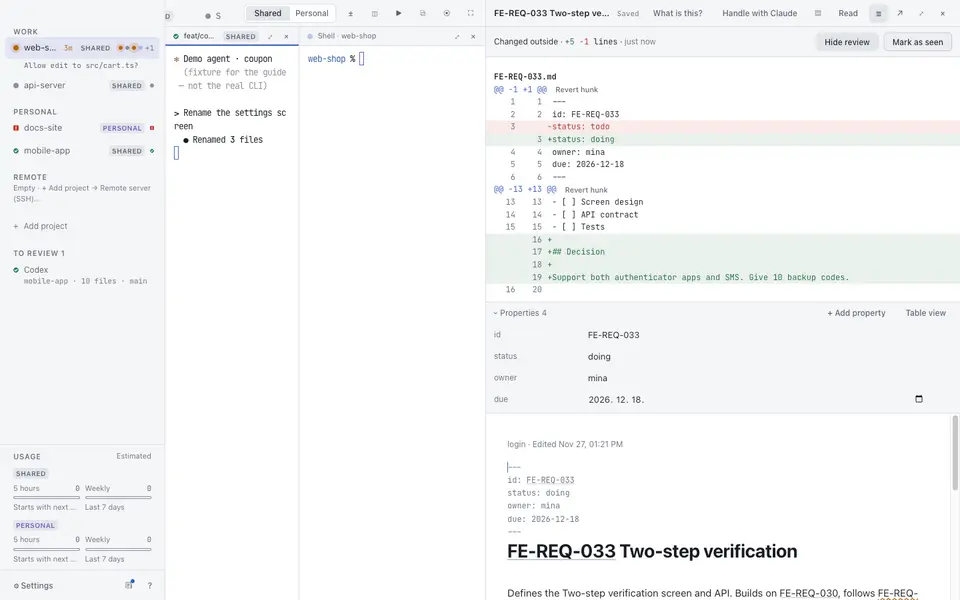 WORK
web-s... 3m SHARED +1
Allow edit to src/cart.ts?
api-server SHARED
PERSONAL
docs-site PERSONAL
mobile-app SHARED
REMOTE
Empty · + Add project → Remote server
(SSH)...
+ Add project
TO REVIEW 1
Codex
mobile-app · 10 files · main
USAGE Estimated
SHARED
5 hours 0 Weekly 0
Starts with next ... Last 7 days
PERSONAL
5 hours 0 Weekly 0
Starts with next ... Last 7 days
Settings ?
S Shared Personal
feat/co... SHARED
Demo agent · coupon
(fixture for the guide
— not the real CLI)
> Rename the settings sc
reen
● Renamed 3 files
Shell · web-shop
web-shop %
FE-REQ-033 Two-step ve... Saved What is this? Handle with Claude Read
Changed outside · +5 -1 lines · just now Hide review Mark as seen
FE-REQ-033.md
@@ -1 +1 @@ Revert hunk
1 1 ---
2 2 id: FE-REQ-033
3 -status: todo
3 +status: doing
4 4 owner: mina
5 5 due: 2026-12-18
6 6 ---
@@ -13 +13 @@ Revert hunk
13 13 - [ ] Screen design
14 14 - [ ] API contract
15 15 - [ ] Tests
16 +
17 +## Decision
18 +
19 +Support both authenticator apps and SMS. Give 10 backup codes.
16 20
Properties 4 + Add property Table view
id FE-REQ-033
status doing
owner mina
due 2026. 12. 18.
login · Edited Nov 27, 01:21 PM
---
id: FE-REQ-033
status: doing
owner: mina
due: 2026-12-18
---
FE-REQ-033 Two-step verification
Defines the Two-step verification screen and API. Builds on FE-REQ-030, follows FE-REQ-